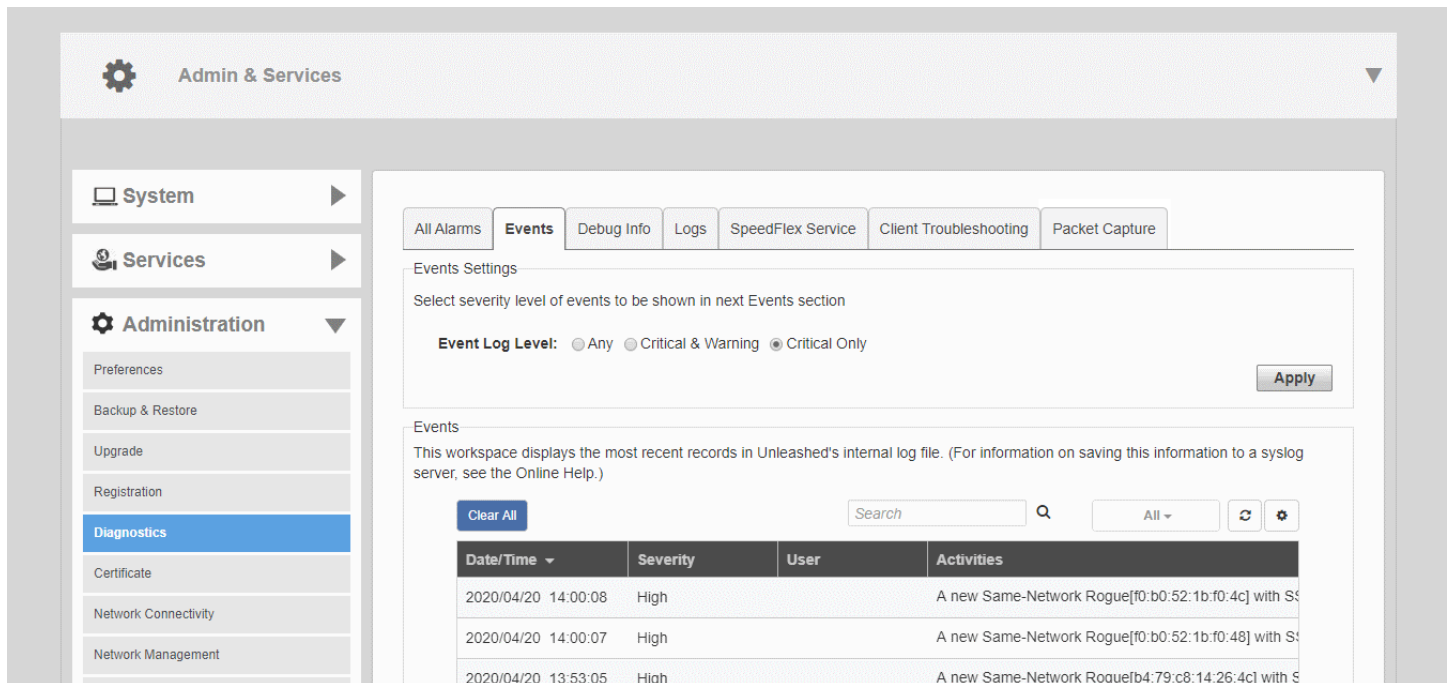 Admin & Services
System
Services
Administration
Preferences
Backup & Restore
Upgrade
Registration
Diagnostics
Certificate
Network Connectivity
Network Management
All Alarms Events Debug Info Logs SpeedFlex Service Client Troubleshooting Packet Capture
Events Settings
Select severity level of events to be shown in next Events section
Event Log Level: Any Critical & Warning Critical Only
Apply
Events
This workspace displays the most recent records in Unleashed's internal log file. (For information on saving this information to a syslog
server, see the Online Help.)
Clear All Search All
Date/Time Severity User Activities
2020/04/20 14:00:08 High A new Same-Network Rogue[f0:b0:52:1b:f0:4c] with
2020/04/20 14:00:07 High A new Same-Network Rogue[f0:b0:52:1b:f0:48] with
2020/04/20 13:53:05 High A new Same-Network Rogue[b4:79:c8:14:26:4c] with